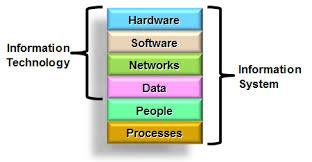 Hardware
Software
Networks
Data
People
Processes
Information
Technology
Information
System